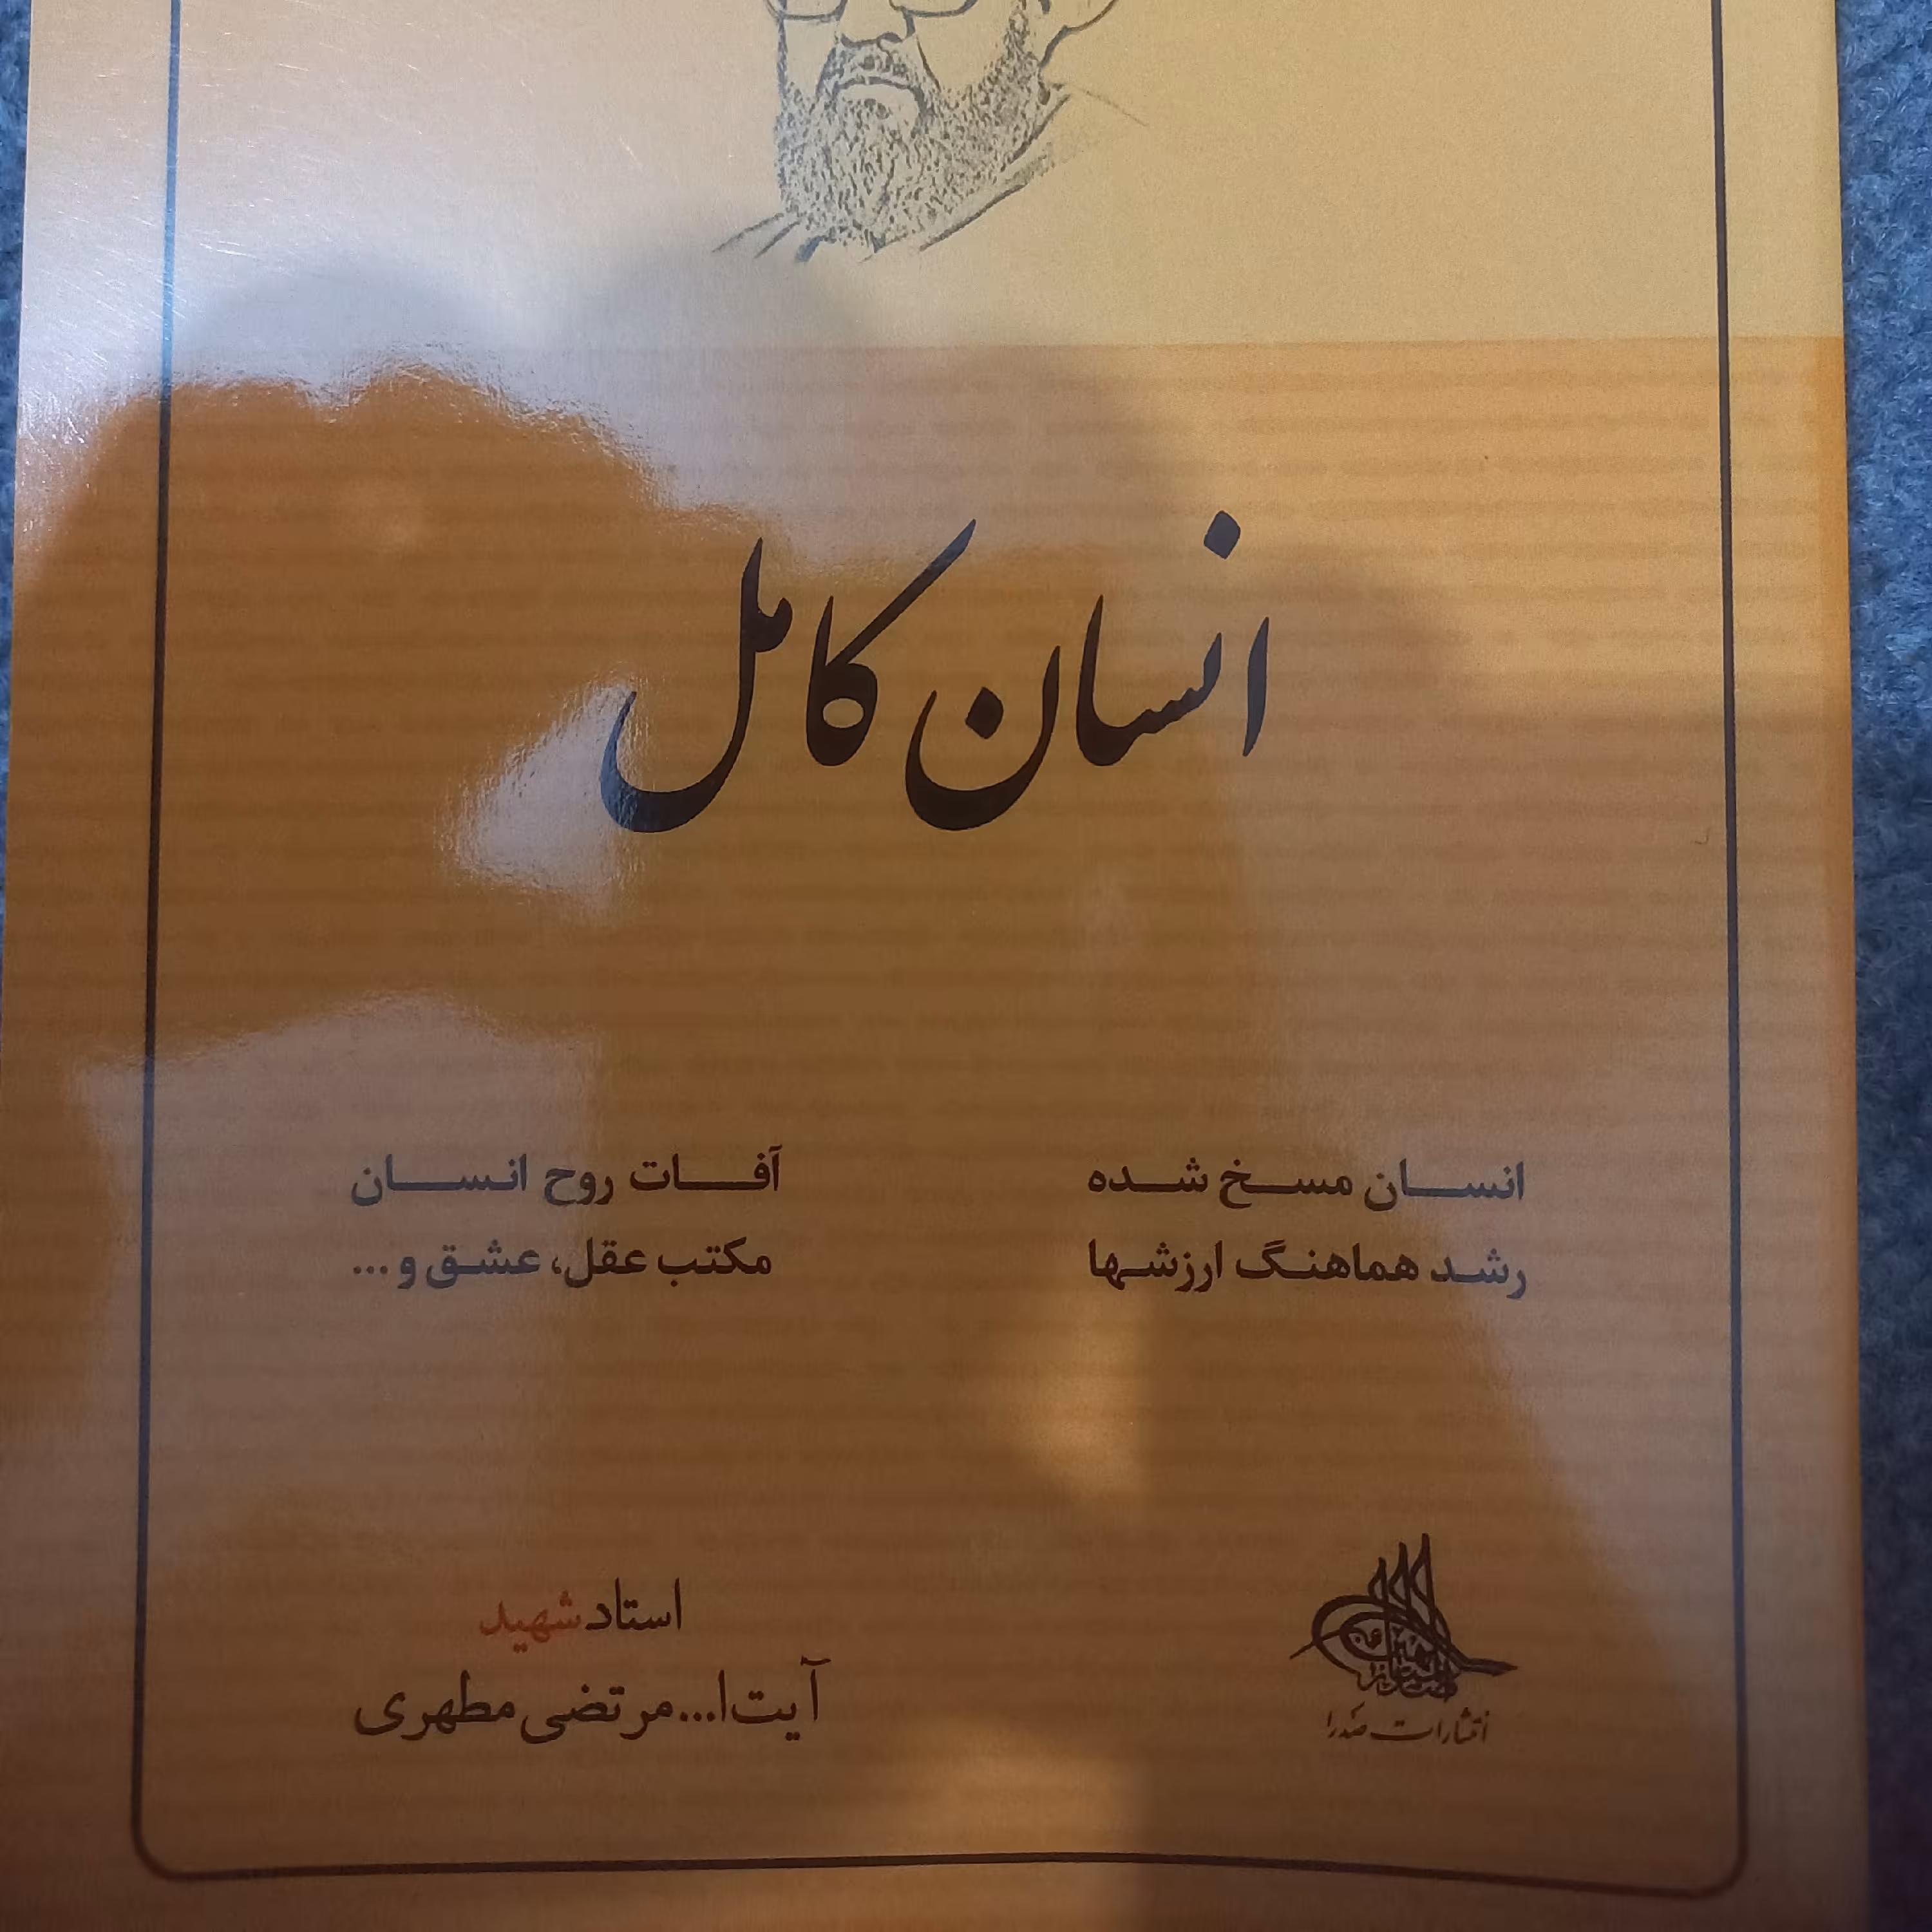 انسان کامل
انسان مسخ شده
رشد هماهنگ ارزشها
آفات روح انسان
مکتب عقل، عشق و ...
استاد شهید
آیت‌ا... مرتضی مطهری
انتشارات صدرا